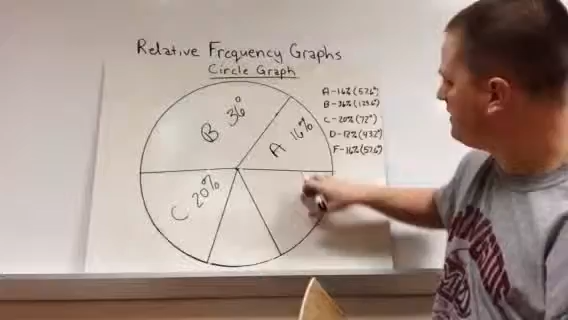 Relative Frequency Graphs
Circle Graph
A-16% (57.6°)
B-36% (129.6°)
C-20% (72°)
D-12% (43.2°)
F-16% (57.6°)
B 36°
A 16%
C 20%